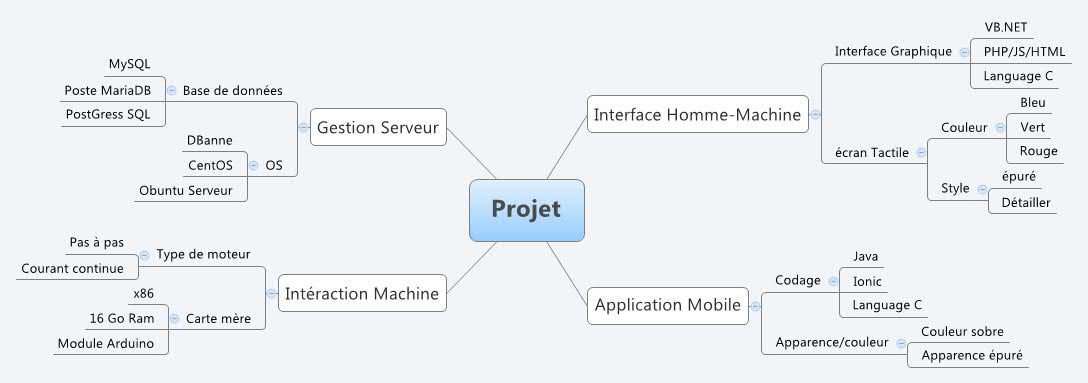 Projet
Gestion Serveur
Base de données
MySQL
Poste MariaDB
PostGress SQL
OS
DBanne
CentOS
Obuntu Serveur
Intéraction Machine
Type de moteur
Pas à pas
Courant continue
Carte mère
x86
16 Go Ram
Module Arduino
Interface Homme-Machine
Interface Graphique
VB.NET
PHP/JS/HTML
Language C
écran Tactile
Couleur
Bleu
Vert
Rouge
Style
épuré
Détailler
Application Mobile
Codage
Java
Ionic
Language C
Apparence/couleur
Couleur sobre
Apparence épuré